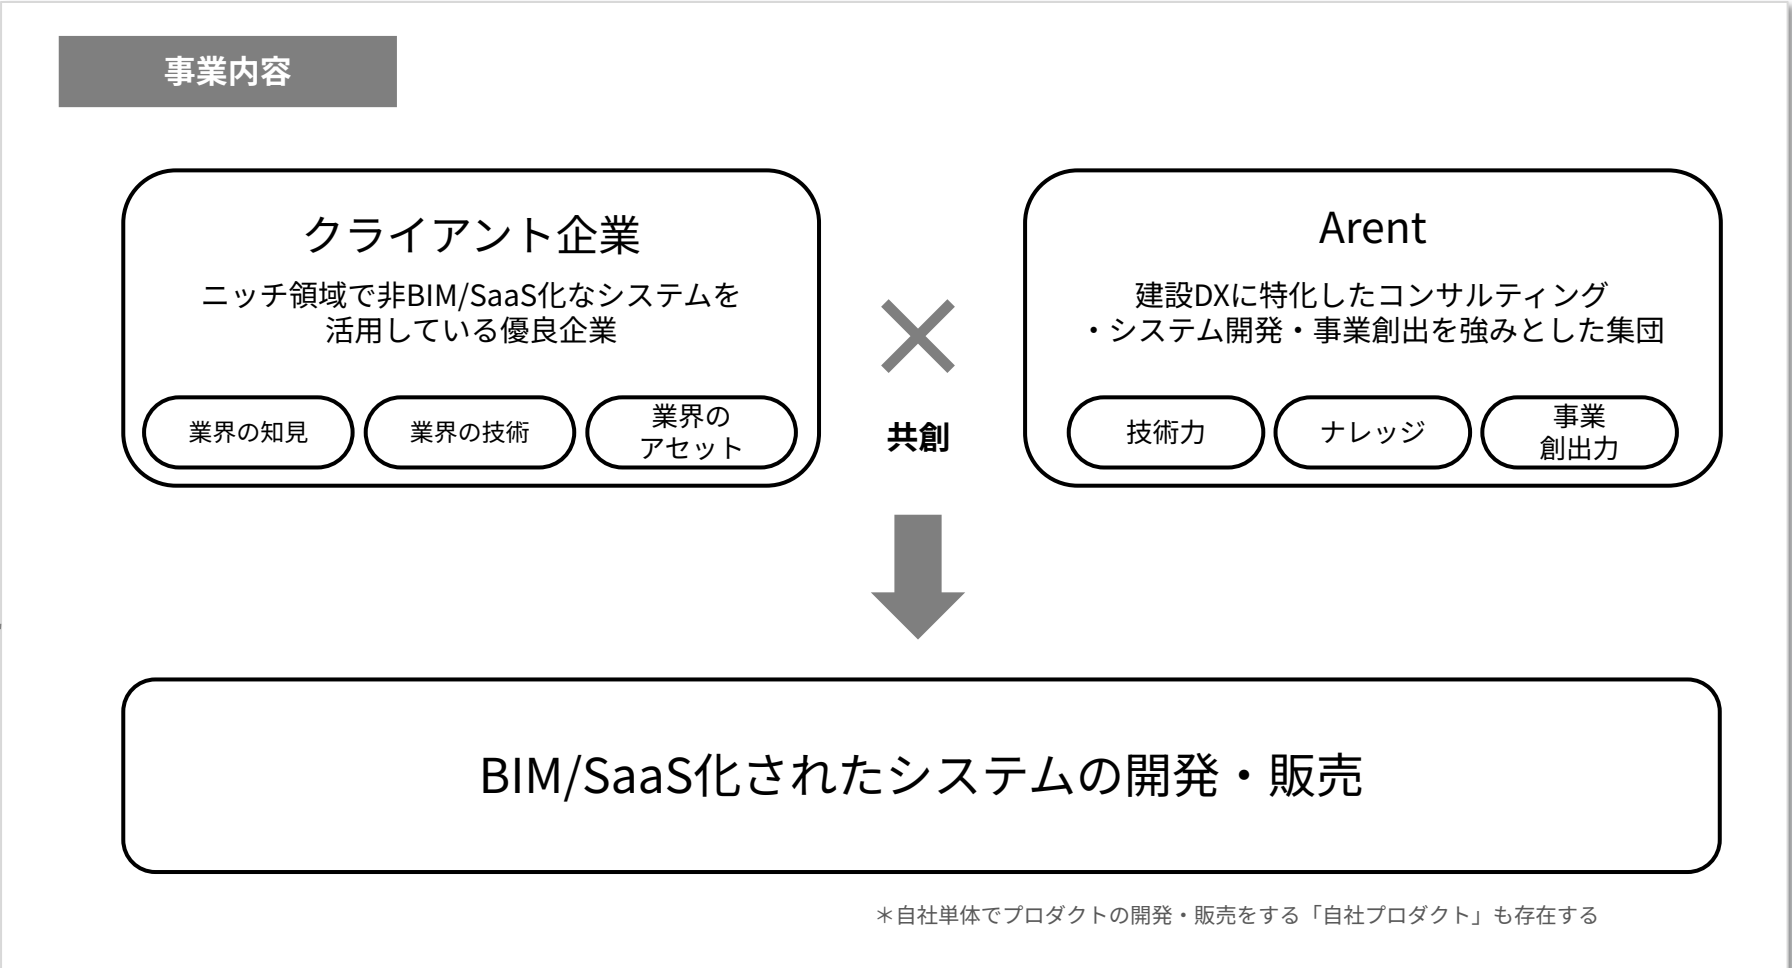 事業内容
クライアント企業
ニッチ領域で非BIM/SaaS化なシステムを
活用している優良企業
業界の知見
業界の技術
業界の
アセット
共創
Arent
建設DXに特化したコンサルティング
・システム開発・事業創出を強みとした集団
技術力
ナレッジ
事業
創出力
BIM/SaaS化されたシステムの開発・販売
＊自社単体でプロダクトの開発・販売をする「自社プロダクト」も存在する